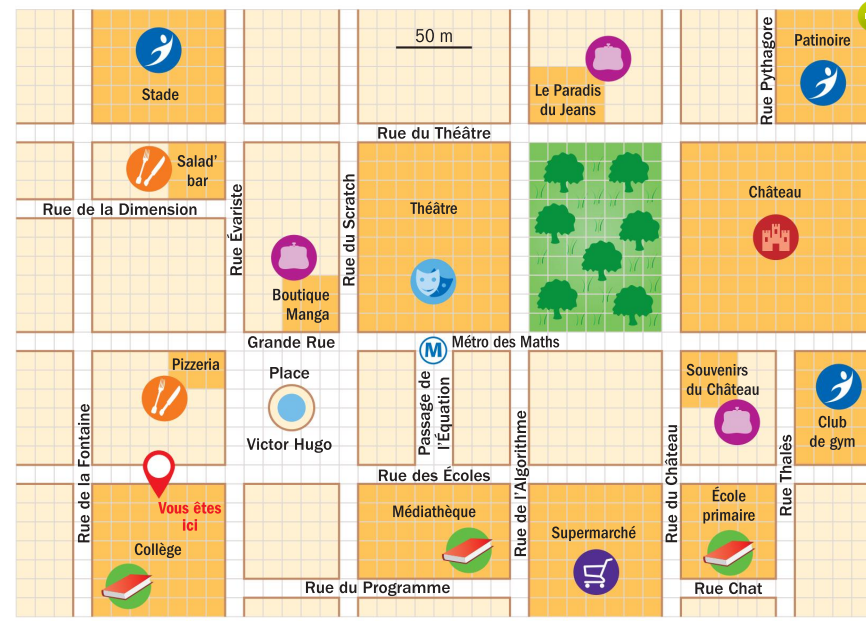 50 m
Stade
Le Paradis
du Jeans
Rue Pythagore
Patinoire
Rue du Théâtre
Salad'
bar
Rue de la Dimension
Rue Évariste
Rue du Scratch
Théâtre
Château
Boutique
Manga
Grande Rue
M
Métro des Maths
Pizzeria
Place
Victor Hugo
Passage de
l'Équation
Souvenirs
du Château
Club
de gym
Rue de la Fontaine
Rue des Écoles
Rue de l'Algorithme
Rue du Château
Rue Thalès
Vous êtes
ici
Collège
Médiathèque
Supermarché
École
primaire
Rue du Programme
Rue Chat